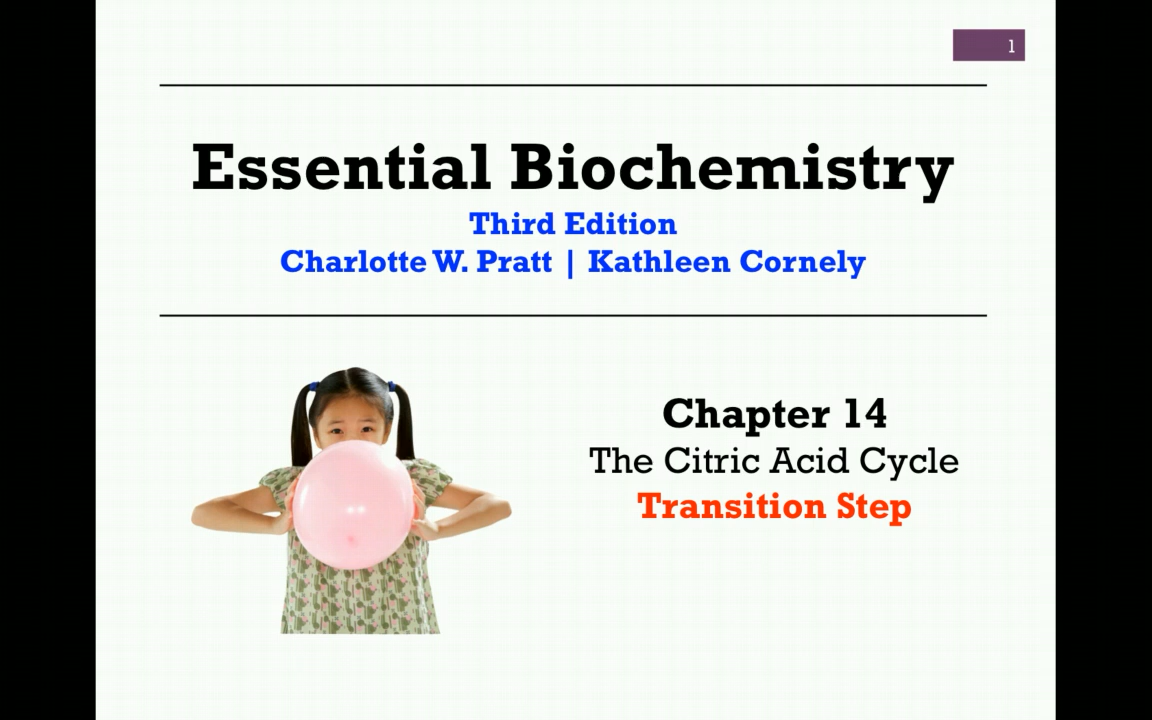 1
Essential Biochemistry
Third Edition
Charlotte W. Pratt | Kathleen Cornely
Chapter 14
The Citric Acid Cycle
Transition Step